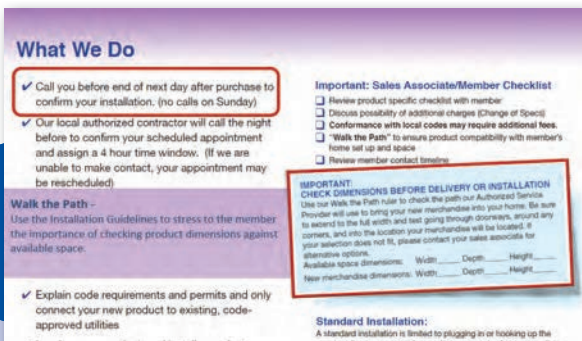 What We Do
✔ Call you before end of next day after purchase to
confirm your installation. (no calls on Sunday)
✔ Our local authorized contractor will call the night
before to confirm your scheduled appointment
and assign a 4 hour time window. (If we are
unable to make contact, your appointment may
be rescheduled)
Walk the Path -
Use the Installation Guidelines to stress to the member
the importance of checking product dimensions against
available space.
✔ Explain code requirements and permits and only
connect your new product to existing, code-
approved utilities
Important: Sales Associate/Member Checklist
❑ Review product specific checklist with member
❑ Discuss possibility of additional charges (Change of Specs)
❑ Conformance with local codes may require additional fees.
❑ "Walk the Path" to ensure product compatibility with member's
home set up and space
❑ Review member contact timeline
IMPORTANT:
CHECK DIMENSIONS BEFORE DELIVERY OR INSTALLATION
Use our Walk the Path ruler to check the path our Authorized Service
Provider will use to bring your new merchandise into your home. Be sure
to extend to the full width and test going through doorways, around any
corners, and into the location your merchandise will be located. If
your selection does not fit, please contact your sales associate for
alternative options.
Available space dimensions: Width____ Depth____ Height____
New merchandise dimensions: Width____ Depth____ Height____
Standard Installation:
A standard installation is limited to plugging in or hooking up the